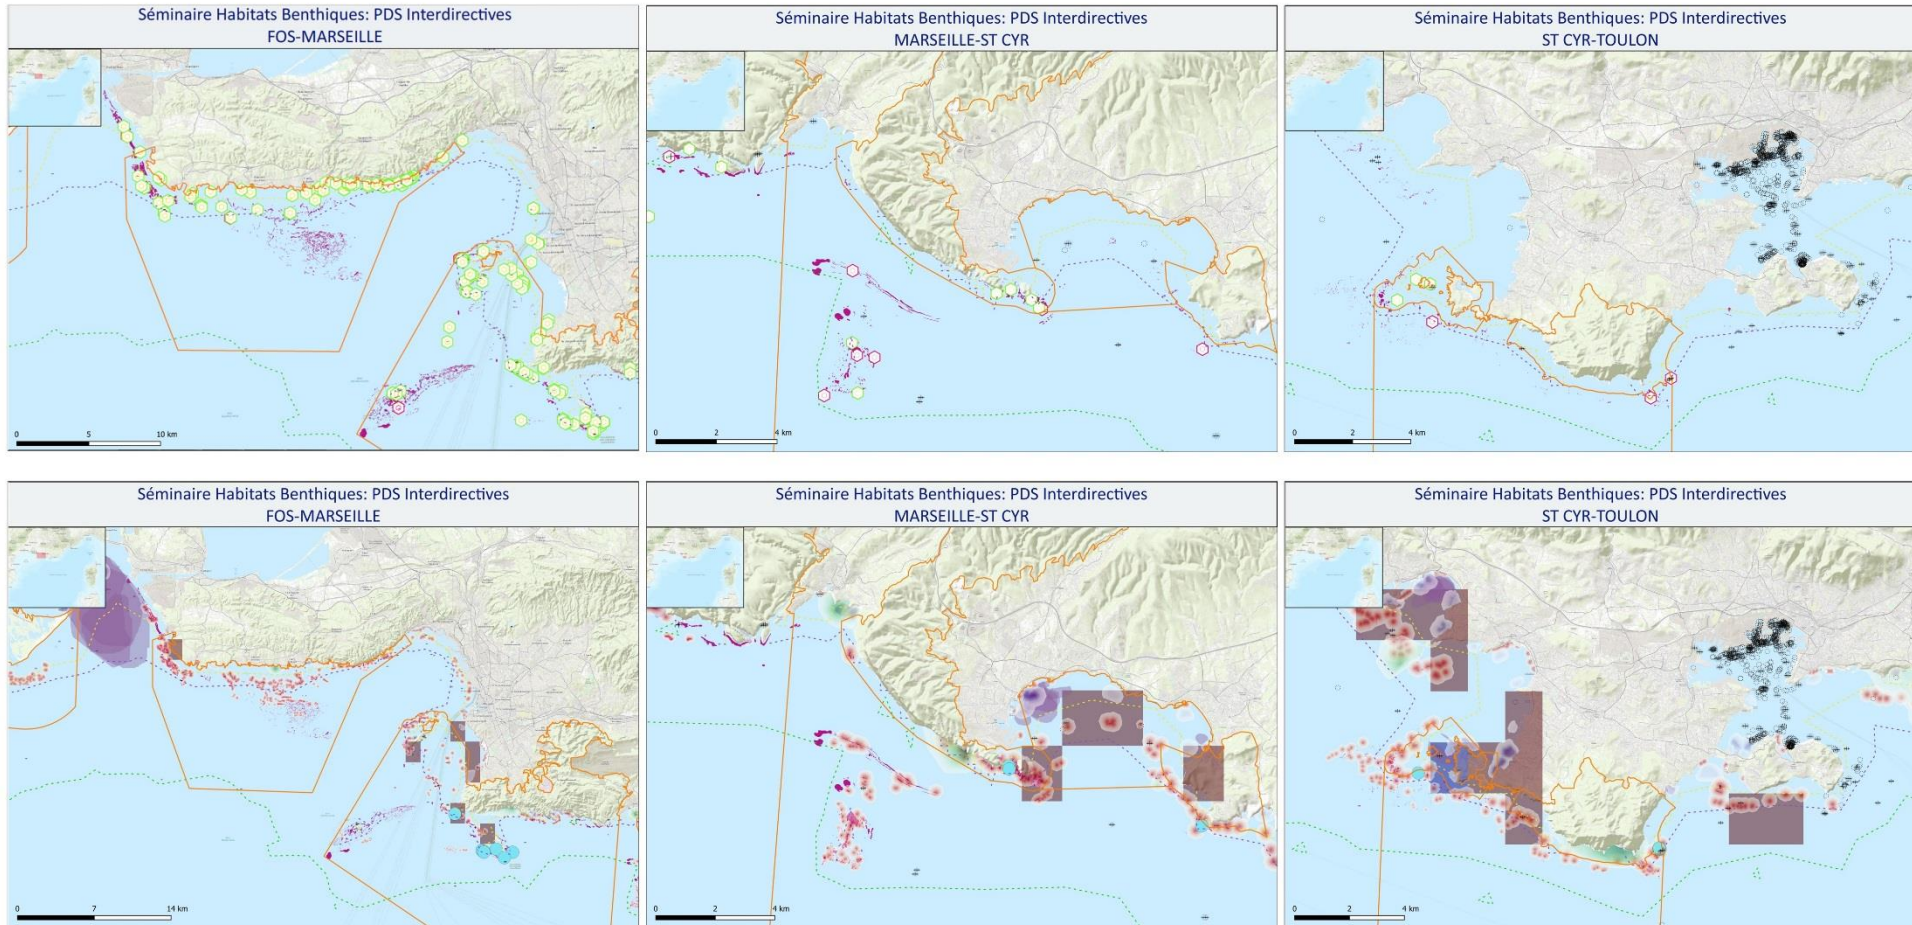 Séminaire Habitats Benthiques: PDS Interdirectives
FOS-MARSEILLE
0 5 10 km
Séminaire Habitats Benthiques: PDS Interdirectives
MARSEILLE-ST CYR
0 2 4 km
Séminaire Habitats Benthiques: PDS Interdirectives
ST CYR-TOULON
0 2 4 km
Séminaire Habitats Benthiques: PDS Interdirectives
FOS-MARSEILLE
0 7 14 km
Séminaire Habitats Benthiques: PDS Interdirectives
MARSEILLE-ST CYR
0 2 4 km
Séminaire Habitats Benthiques: PDS Interdirectives
ST CYR-TOULON
0 2 4 km